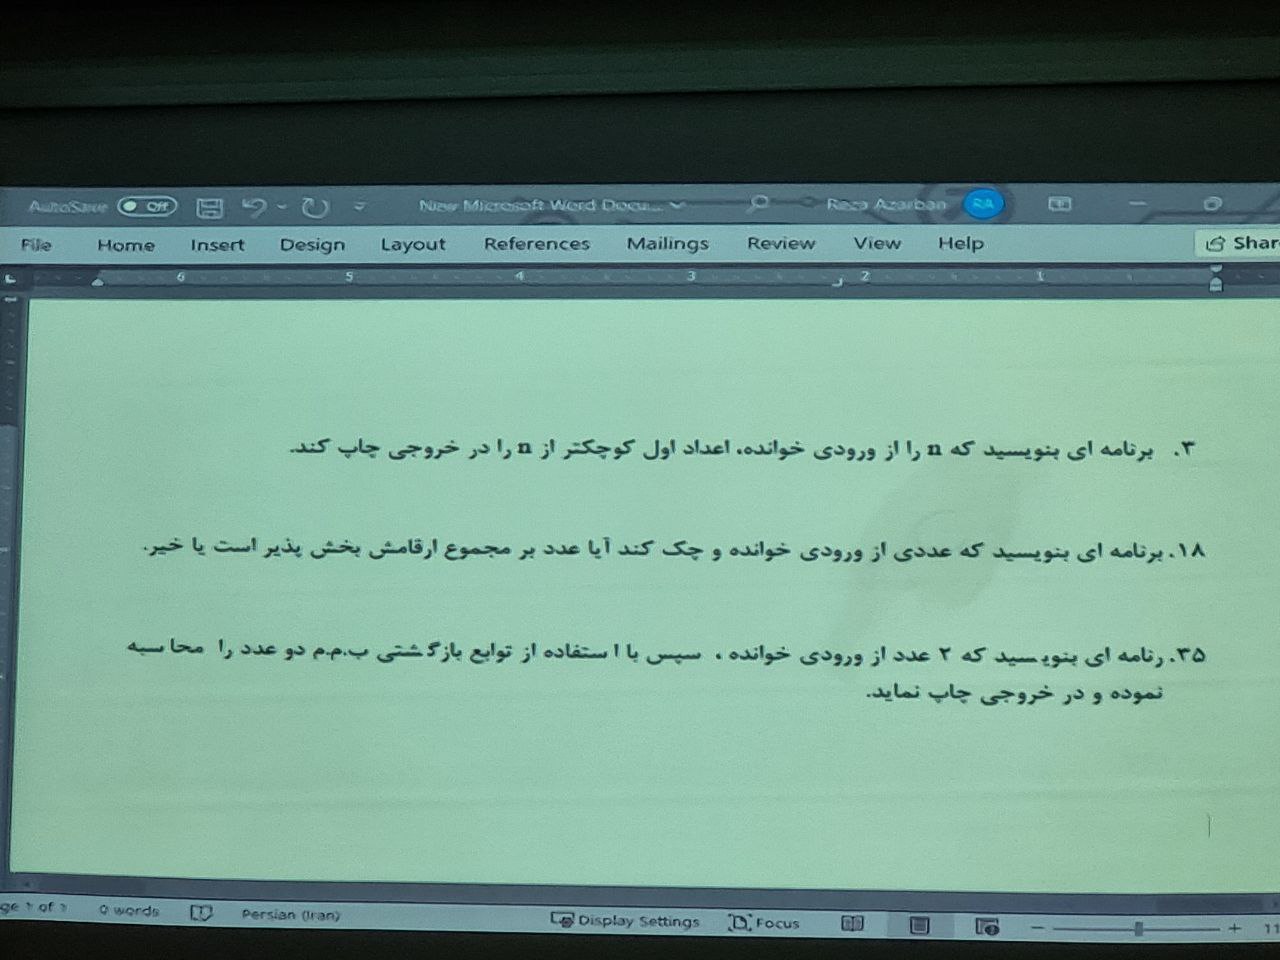 AutoSave Off New Microsoft Word Docu... Reza Azarban RA
File Home Insert Design Layout References Mailings Review View Help Shar
6 5 4 3 2 1
۳. برنامه ای بنویسید که n را از ورودی خوانده، اعداد اول کوچکتر از n را در خروجی چاپ کند.
۱۸. برنامه ای بنویسید که عددی از ورودی خوانده و چک کند آیا عدد بر مجموع ارقامش بخش پذیر است یا خیر.
۳۵. رنامه ای بنویسید که ۲ عدد از ورودی خوانده ، سپس با استفاده از توابع بازگشتی ب.م.م دو عدد را محاسبه
نموده و در خروجی چاپ نماید.
ge 1 of 1 0 words Persian (Iran) Display Settings Focus 11